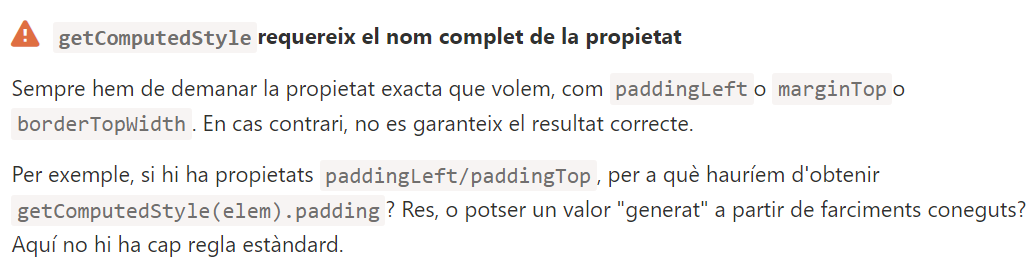 getComputedStyle requereix el nom complet de la propietat
Sempre hem de demanar la propietat exacta que volem, com paddingLeft o marginTop o
borderTopWidth. En cas contrari, no es garanteix el resultat correcte.
Per exemple, si hi ha propietats paddingLeft/paddingTop, per a què hauríem d'obtenir
getComputedStyle(elem).padding? Res, o potser un valor "generat" a partir de farciments coneguts?
Aquí no hi ha cap regla estàndard.